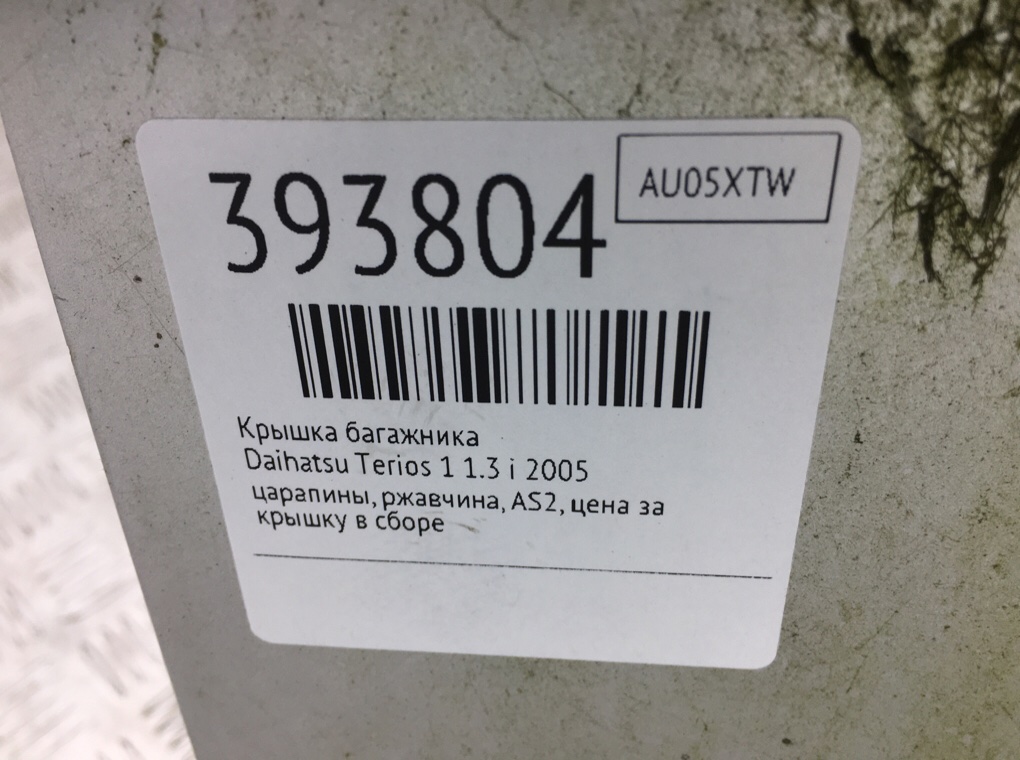 393804
AU05XTW
Крышка багажника
Daihatsu Terios 1 1.3 i 2005
царапины, ржавчина, AS2, цена за
крышку в сборе